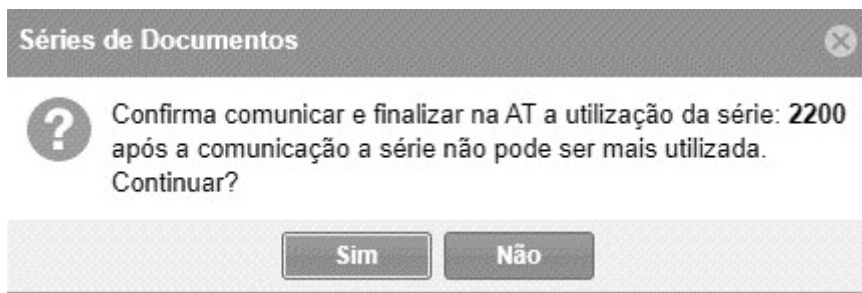 Séries de Documentos
Confirma comunicar e finalizar na AT a utilização da série: 2200
após a comunicação a série não pode ser mais utilizada.
Continuar?
Sim Não